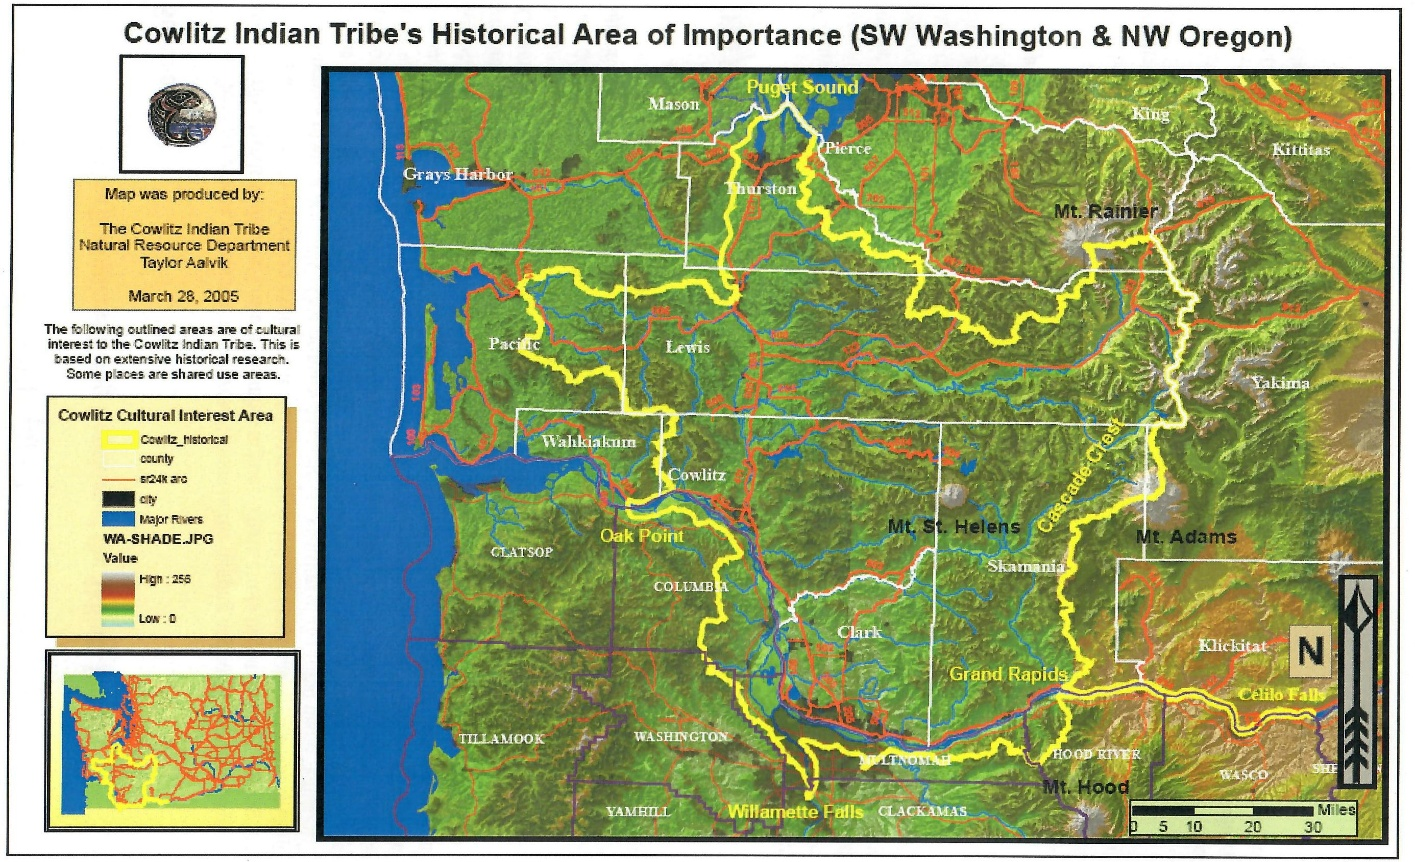 Cowlitz Indian Tribe's Historical Area of Importance (SW Washington & NW Oregon)
Map was produced by:
The Cowlitz Indian Tribe
Natural Resource Department
Taylor Aalvik
March 28, 2005
The following outlined areas are of cultural
interest to the Cowlitz Indian Tribe. This is
based on extensive historical research.
Some places are shared use areas.
Cowlitz Cultural Interest Area
Cowlitz_historical
county
sr24k arc
city
Major Rivers
WA-SHADE.JPG
Value
High : 256
Low : 0
Puget Sound
Mason
King
Pierce
Kittitas
Grays Harbor
Thurston
Mt. Rainier
Pacific
Lewis
Yakima
Wahkiakum
Cowlitz
Cascade Crest
Mt. St. Helens
Oak Point
Mt. Adams
CLATSOP
Skamania
COLUMBIA
Clark
Klickitat
N
Grand Rapids
Celilo Falls
TILLAMOOK
WASHINGTON
MULTNOMAH
HOOD RIVER
WASCO
Mt. Hood
YAMHILL
Willamette Falls
CLACKAMAS
Miles
0 5 10 20 30